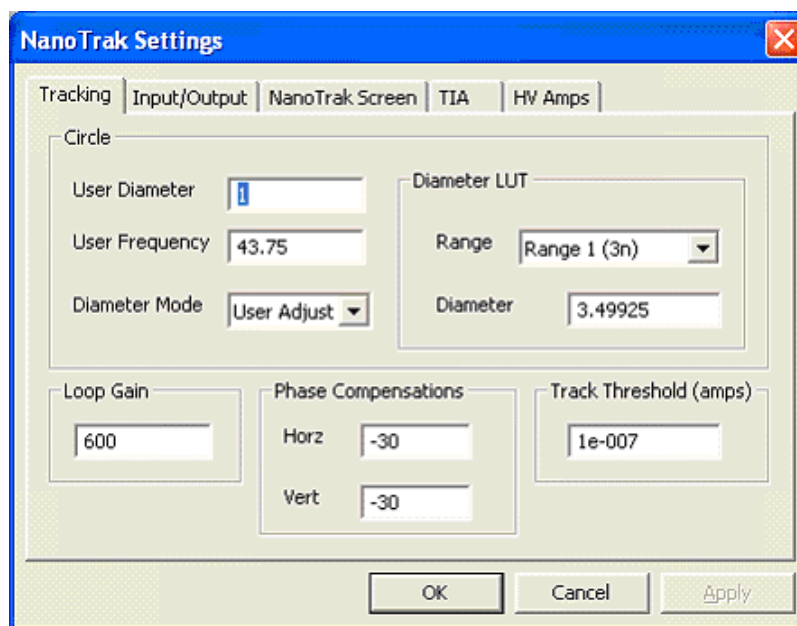 NanoTrak Settings
Tracking Input/Output NanoTrak Screen TIA HV Amps
Circle
User Diameter 1
User Frequency 43.75
Diameter Mode User Adjust
Diameter LUT
Range Range 1 (3n)
Diameter 3.49925
Loop Gain
600
Phase Compensations
Horz -30
Vert -30
Track Threshold (amps)
1e-007
OK Cancel Apply